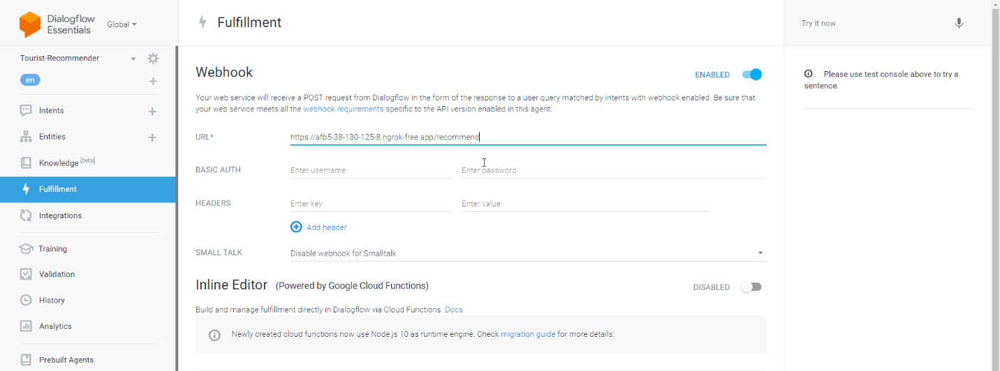 Dialogflow
Essentials
Global
Fulfillment
Try it now
Tourist-Recommender
en
Intents
Entities
Knowledge [beta]
Fulfillment
Integrations
Training
Validation
History
Analytics
Prebuilt Agents
Webhook
ENABLED
Your web service will receive a POST request from Dialogflow in the form of the response to a user query matched by intents with webhook enabled. Be sure that
your web service meets all the webhook requirements specific to the API version enabled in this agent.
URL*
https://afb5-38-130-125-8.ngrok-free.app/recommend
BASIC AUTH
Enter username
Enter password
HEADERS
Enter key
Enter value
Add header
SMALL TALK
Disable webhook for Smalltalk
Inline Editor (Powered by Google Cloud Functions)
DISABLED
Build and manage fulfillment directly in Dialogflow via Cloud Functions. Docs
Newly created cloud functions now use Node.js 10 as runtime engine. Check migration guide for more details.
Please use test console above to try a
sentence.